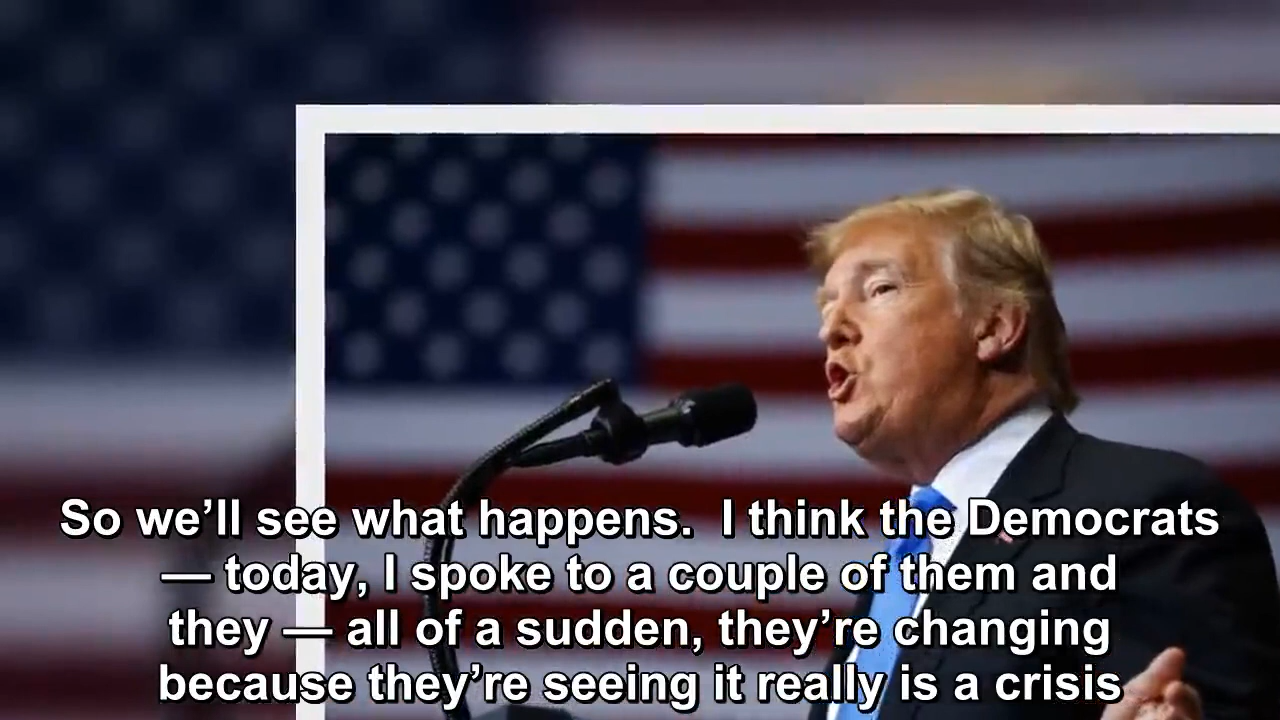 So we’ll see what happens.  I think the Democrats
— today, I spoke to a couple of them and
they — all of a sudden, they’re changing
because they’re seeing it really is a crisis